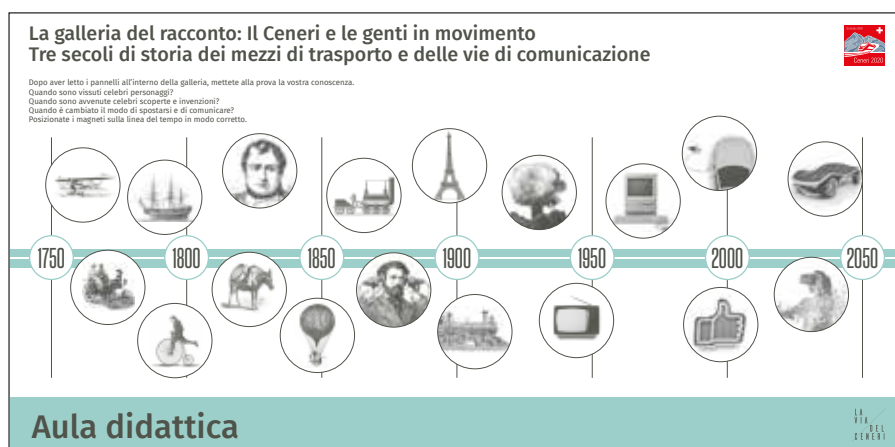 La galleria del racconto: Il Ceneri e le genti in movimento
Tre secoli di storia dei mezzi di trasporto e delle vie di comunicazione
Dopo aver letto i pannelli all'interno della galleria, mettete alla prova la vostra conoscenza.
Quando sono vissuti celebri personaggi?
Quando sono avvenute celebri scoperte e invenzioni?
Quando è cambiato il modo di spostarsi e di comunicare?
Posizionate i magneti sulla linea del tempo in modo corretto.
Ceneri 2020
1750 1800 1850 1900 1950 2000 2050
Aula didattica
LA
VIA
DEL
CENERI